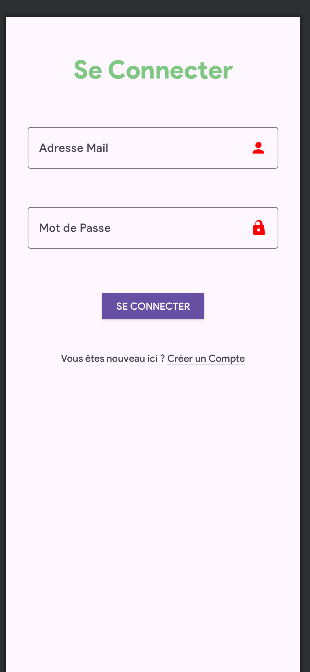 Se Connecter
Adresse Mail
Mot de Passe
SE CONNECTER
Vous êtes nouveau ici ? Créer un Compte